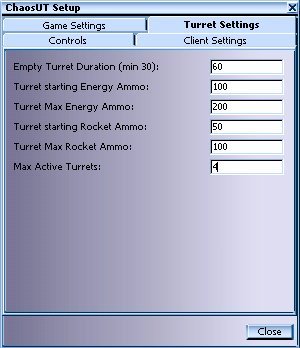 ChaosUT Setup
Game Settings
Turret Settings
Controls
Client Settings
Empty Turret Duration (min 30): 60
Turret starting Energy Ammo: 100
Turret Max Energy Ammo: 200
Turret starting Rocket Ammo: 50
Turret Max Rocket Ammo: 100
Max Active Turrets: 4
Close